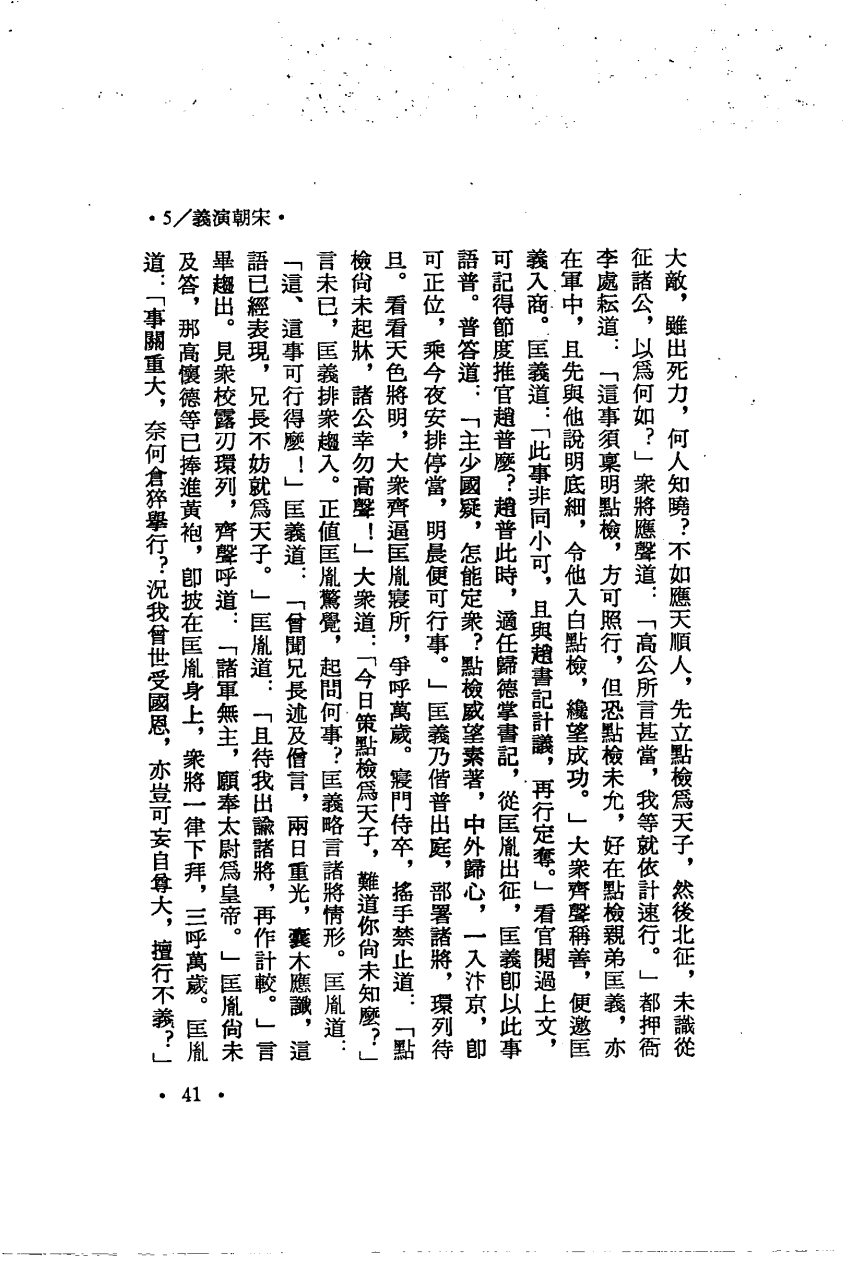 •5/義演朝宋•
大敵，雖出死力，何人知曉？不如應天順人，先立點檢爲天子，然後北征，未識從
征諸公，以爲何如？」衆將應聲道：「高公所言甚當，我等就依計速行。」都押衙
李處耘道：「這事須稟明點檢，方可照行，但恐點檢未允，好在點檢親弟匡義，亦
在軍中，且先與他說明底細，令他入白點檢，纔望成功。」大衆齊聲稱善，便邀匡
義入商。匡義道：「此事非同小可，且與趙書記計議，再行定奪。」看官閱過上文，
可記得節度推官趙普麼？趙普此時，適任歸德掌書記，從匡胤出征，匡義卽以此事
語普。普答道：「主少國疑，怎能定衆？點檢威望素著，中外歸心，一入汴京，卽
可正位，乘今夜安排停當，明晨便可行事。」匡義乃偕普出庭，部署諸將，環列待
旦。看看天色將明，大衆齊逼匡胤寢所，爭呼萬歲。寢門侍卒，搖手禁止道：「點
檢尙未起牀，諸公幸勿高聲！」大衆道：「今日策點檢爲天子，難道你尙未知麼？」
言未已，匡義排衆趨入。正値匡胤驚覺，起問何事？匡義略言諸將情形。匡胤道：
「這、這事可行得麼！」匡義道：「曾聞兄長述及僧言，兩日重光，囊木應讖，這
語已經表現，兄長不妨就爲天子。」匡胤道：「且待我出諭諸將，再作計較。」言
畢趨出。見衆校露刃環列，齊聲呼道：「諸軍無主，願奉太尉爲皇帝。」匡胤尙未
及答，那高懷德等已捧進黃袍，卽披在匡胤身上，衆將一律下拜，三呼萬歲。匡胤
道：「事關重大，奈何倉猝舉行？況我曾世受國恩，亦豈可妄自尊大，擅行不義？」
•41•